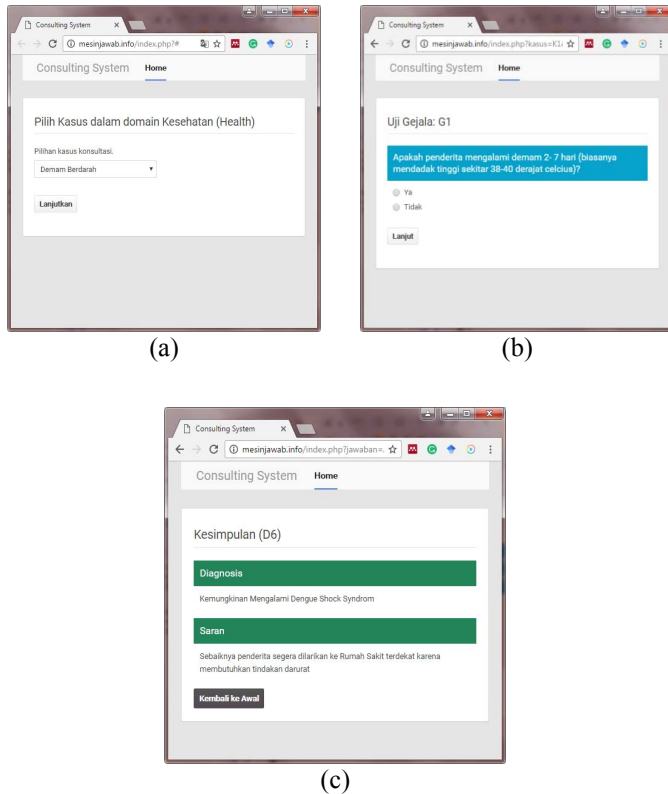 Consulting System
mesinjawab.info/index.php?#
Consulting System Home
Pilih Kasus dalam domain Kesehatan (Health)
Pilihan kasus konsultasi.
Demam Berdarah
Lanjutkan
(a)
Consulting System
mesinjawab.info/index.php?kasus=K1
Consulting System Home
Uji Gejala: G1
Apakah penderita mengalami demam 2- 7 hari (biasanya
mendadak tinggi sekitar 38-40 derajat celcius)?
Ya
Tidak
Lanjut
(b)
Consulting System
mesinjawab.info/index.php?jawaban=
Consulting System Home
Kesimpulan (D6)
Diagnosis
Kemungkinan Mengalami Dengue Shock Syndrom
Saran
Sebaiknya penderita segera dilarikan ke Rumah Sakit terdekat karena
membutuhkan tindakan darurat
Kembali ke Awal
(c)